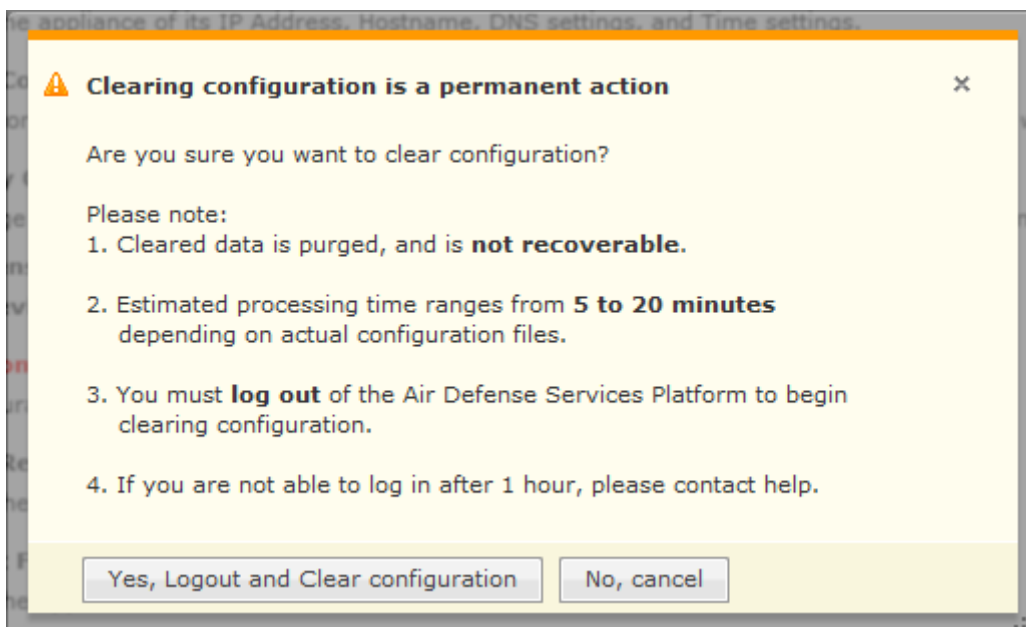 he appliance of its IP Address, Hostname, DNS settings, and Time settings.
Clearing configuration is a permanent action
Are you sure you want to clear configuration?
Please note:
1. Cleared data is purged, and is not recoverable.
2. Estimated processing time ranges from 5 to 20 minutes
depending on actual configuration files.
3. You must log out of the Air Defense Services Platform to begin
clearing configuration.
4. If you are not able to log in after 1 hour, please contact help.
Yes, Logout and Clear configuration No, cancel